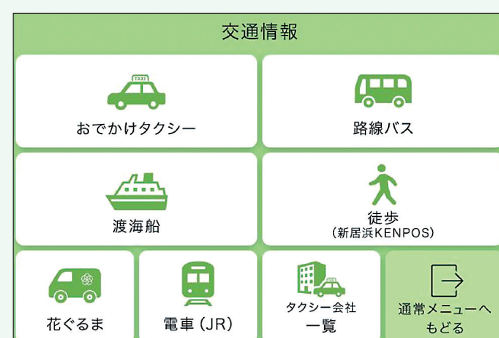 交通情報
TAXI
おでかけタクシー
路線バス
渡海船
徒歩
(新居浜KENPOS)
花ぐるま
電車（JR）
タクシー会社
一覧
通常メニューへ
もどる